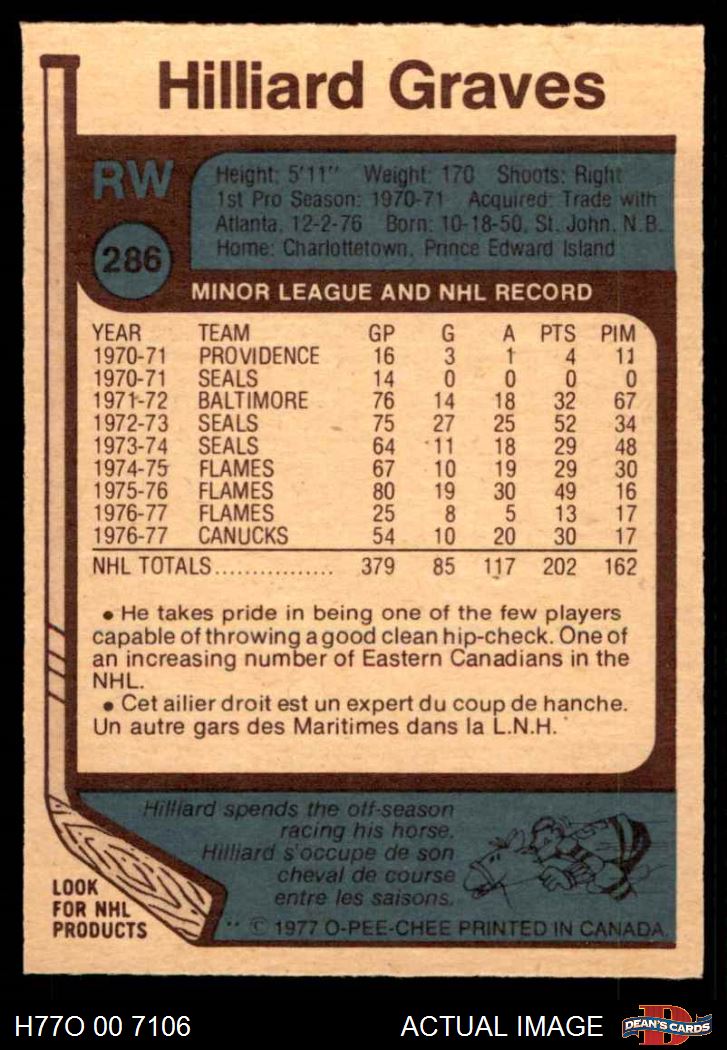 Hilliard Graves
RW
286
Height: 5'11" Weight: 170 Shoots: Right
1st Pro Season: 1970-71 Acquired: Trade with
Atlanta, 12-2-76 Born: 10-18-50, St. John, N.B.
Home: Charlottetown, Prince Edward Island
MINOR LEAGUE AND NHL RECORD
YEAR TEAM GP G A PTS PIM
1970-71 PROVIDENCE 16 3 1 4 11
1970-71 SEALS 14 0 0 0 0
1971-72 BALTIMORE 76 14 18 32 67
1972-73 SEALS 75 27 25 52 34
1973-74 SEALS 64 11 18 29 48
1974-75 FLAMES 67 10 19 29 30
1975-76 FLAMES 80 19 30 49 16
1976-77 FLAMES 25 8 5 13 17
1976-77 CANUCKS 54 10 20 30 17
NHL TOTALS................ 379 85 117 202 162
• He takes pride in being one of the few players
capable of throwing a good clean hip-check. One of
an increasing number of Eastern Canadians in the
NHL.
• Cet ailier droit est un expert du coup de hanche.
Un autre gars des Maritimes dans la L.N.H.
Hilliard spends the off-season
racing his horse.
Hilliard s'occupe de son
cheval de course
entre les saisons.
LOOK
FOR NHL
PRODUCTS
** © 1977 O-PEE-CHEE PRINTED IN CANADA
H77O 00 7106 ACTUAL IMAGE
D
DEAN'S CARDS